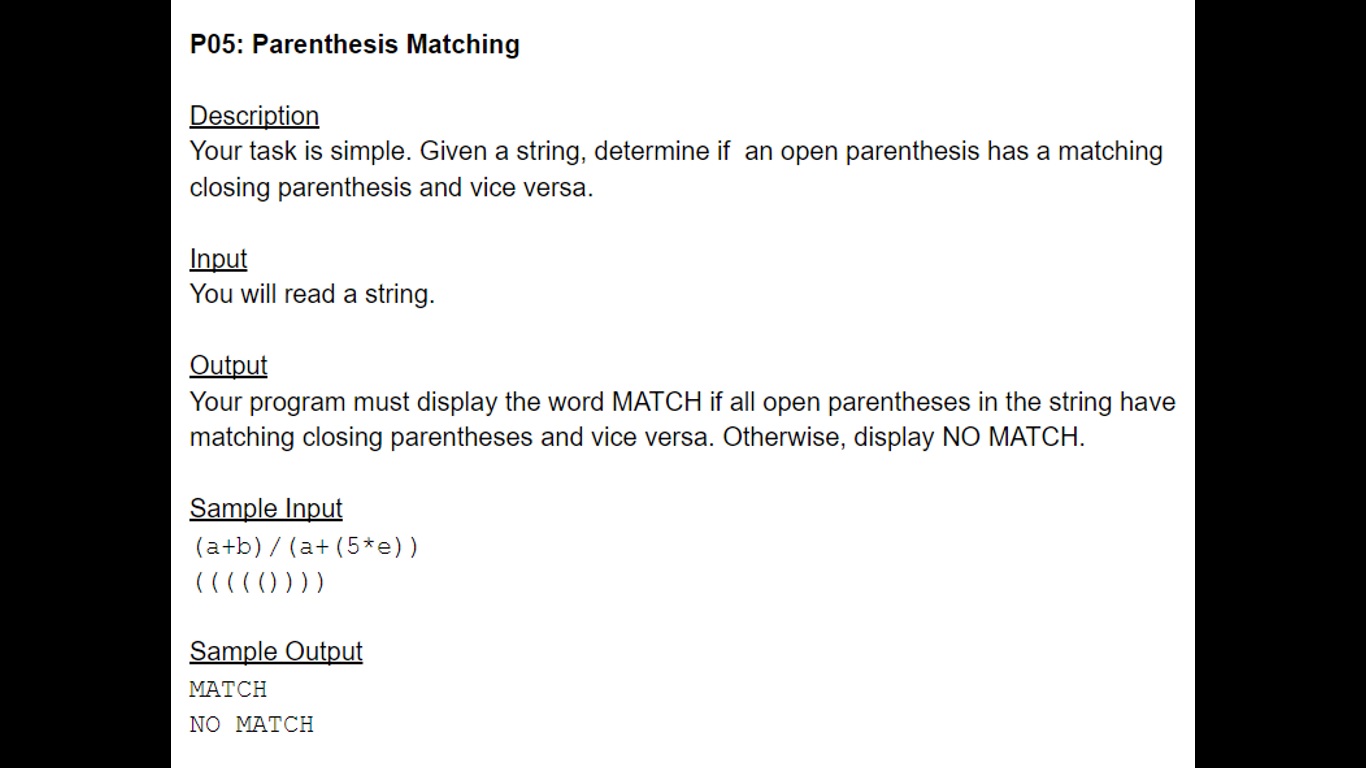 P05: Parenthesis Matching
Description
Your task is simple. Given a string, determine if  an open parenthesis has a matching
closing parenthesis and vice versa.
Input
You will read a string.
Output
Your program must display the word MATCH if all open parentheses in the string have
matching closing parentheses and vice versa. Otherwise, display NO MATCH.
Sample Input
(a+b)/(a+(5*e))
((((())))
Sample Output
MATCH
NO MATCH